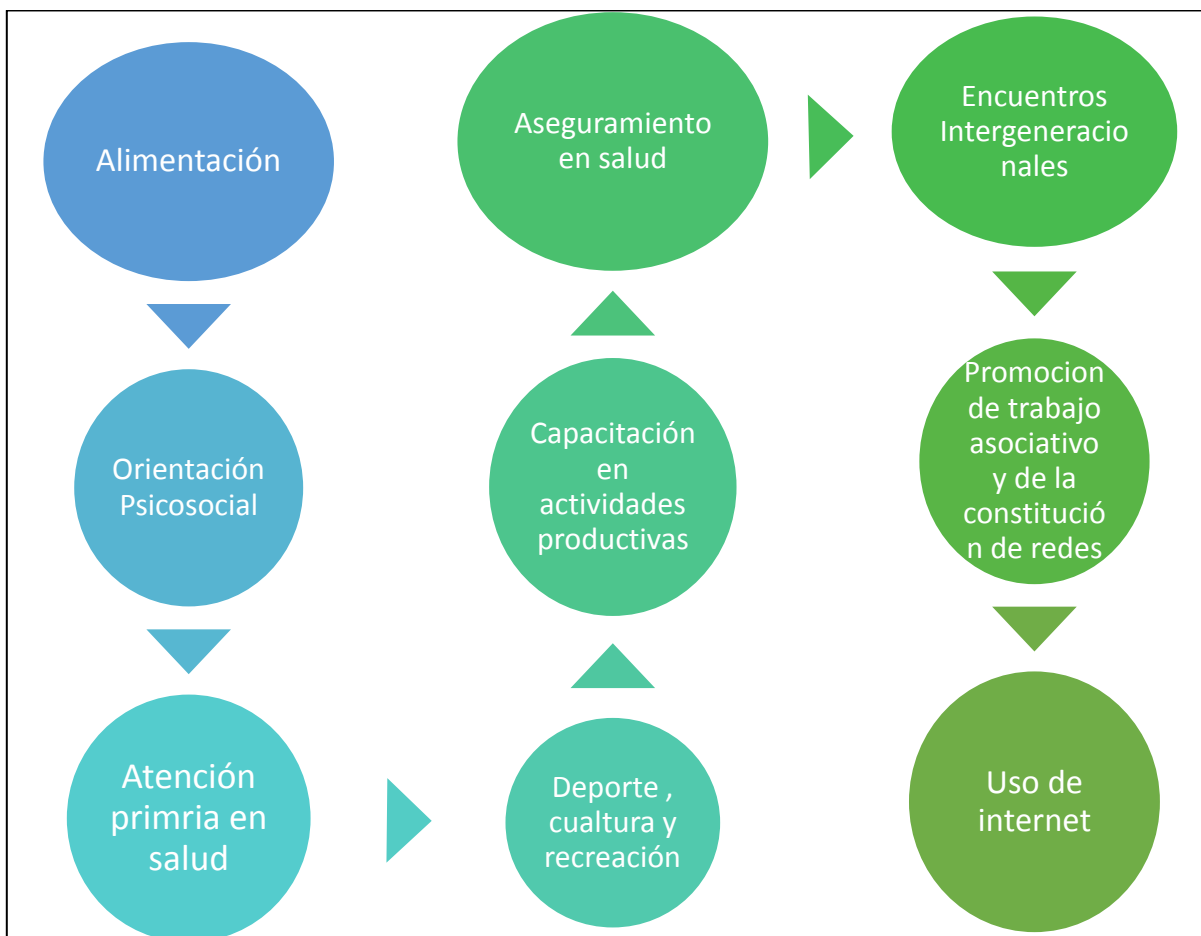 Alimentación
Orientación
Psicosocial
Atención
primria en
salud
Deporte ,
cualtura y
recreación
Capacitación
en
actividades
productivas
Aseguramiento
en salud
Encuentros
Intergeneracio
nales
Promocion
de trabajo
asociativo
y de la
constitució
n de redes
Uso de
internet